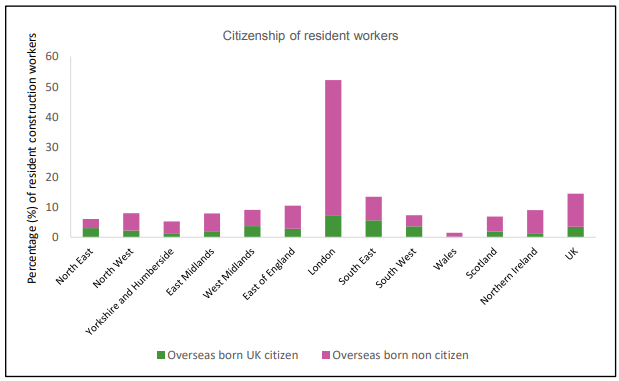 Citizenship of resident workers
Percentage (%) of resident construction workers
60
50
40
30
20
10
0
North East
North West
Yorkshire and Humberside
East Midlands
West Midlands
East of England
London
South East
South West
Wales
Scotland
Northern Ireland
UK
Overseas born UK citizen
Overseas born non citizen